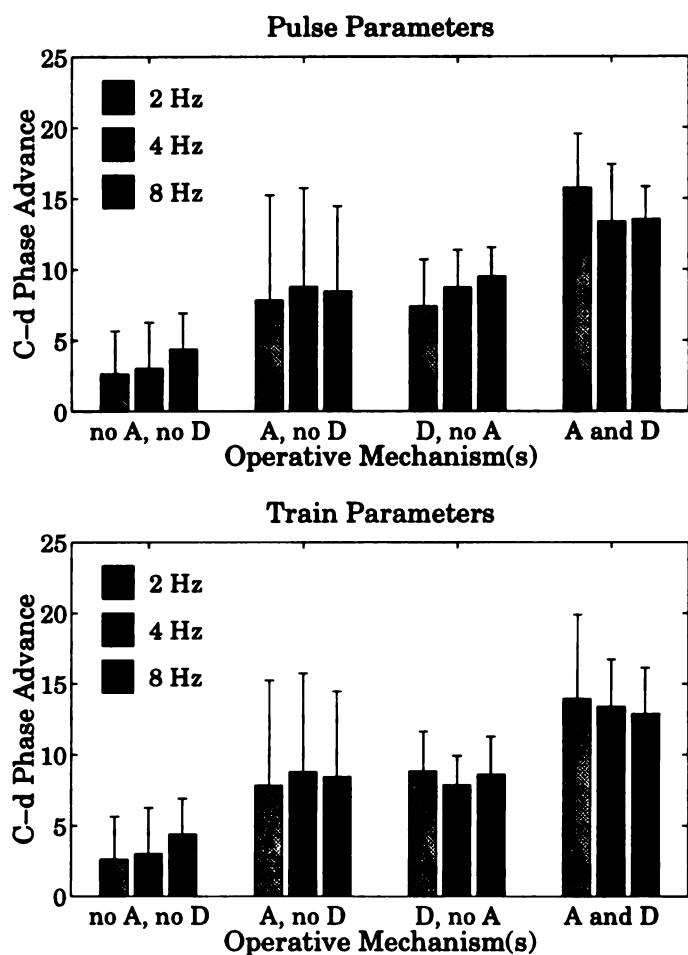 Pulse Parameters
25
20
15
10
5
0
C-d Phase Advance
2 Hz
4 Hz
8 Hz
no A, no D
A, no D
D, no A
A and D
Operative Mechanism(s)
Train Parameters
25
20
15
10
5
0
C-d Phase Advance
2 Hz
4 Hz
8 Hz
no A, no D
A, no D
D, no A
A and D
Operative Mechanism(s)